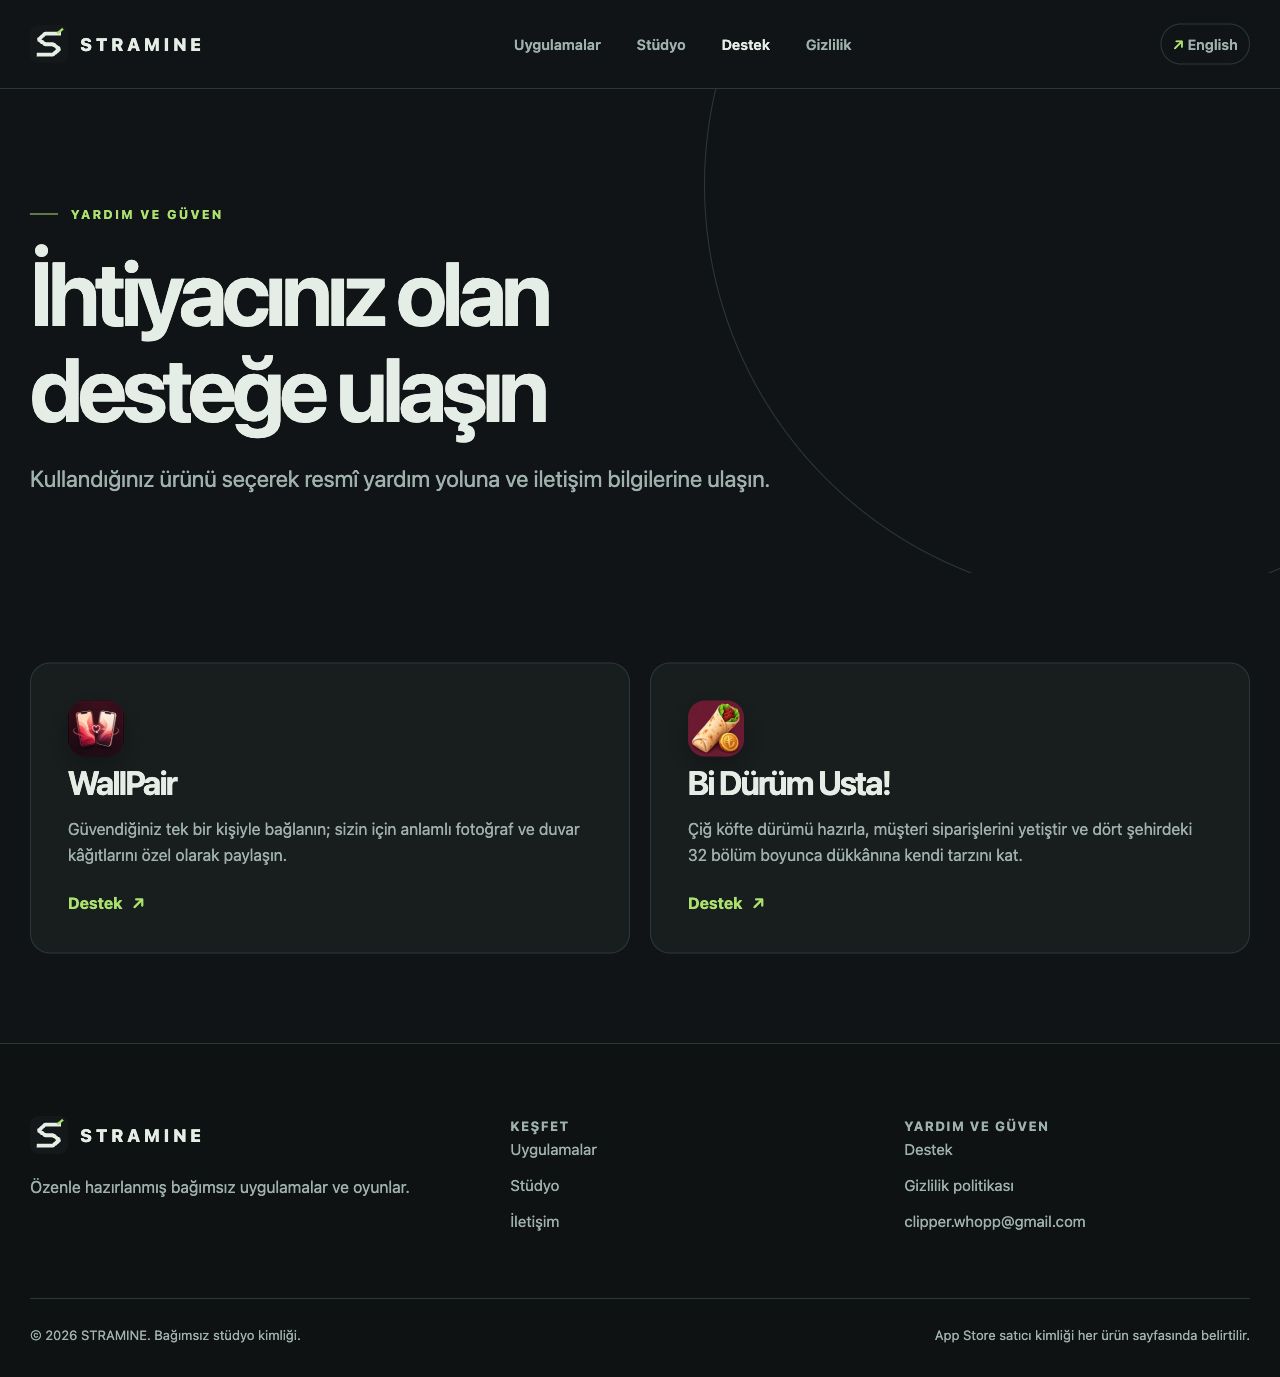 STRAMINE
Uygulamalar
Stüdyo
Destek
Gizlilik
English
YARDIM VE GÜVEN
İhtiyacınız olan
desteğe ulaşın
Kullandığınız ürünü seçerek resmî yardım yoluna ve iletişim bilgilerine ulaşın.
WallPair
Güvendiğiniz tek bir kişiyle bağlanın; sizin için anlamlı fotoğraf ve duvar
kâğıtlarını özel olarak paylaşın.
Destek
Bi Dürüm Usta!
Çiğ köfte dürümü hazırla, müşteri siparişlerini yetiştir ve dört şehirdeki
32 bölüm boyunca dükkânına kendi tarzını kat.
Destek
STRAMINE
Özenle hazırlanmış bağımsız uygulamalar ve oyunlar.
KEŞFET
Uygulamalar
Stüdyo
İletişim
YARDIM VE GÜVEN
Destek
Gizlilik politikası
clipper.whopp@gmail.com
© 2026 STRAMINE. Bağımsız stüdyo kimliği.
App Store satıcı kimliği her ürün sayfasında belirtilir.